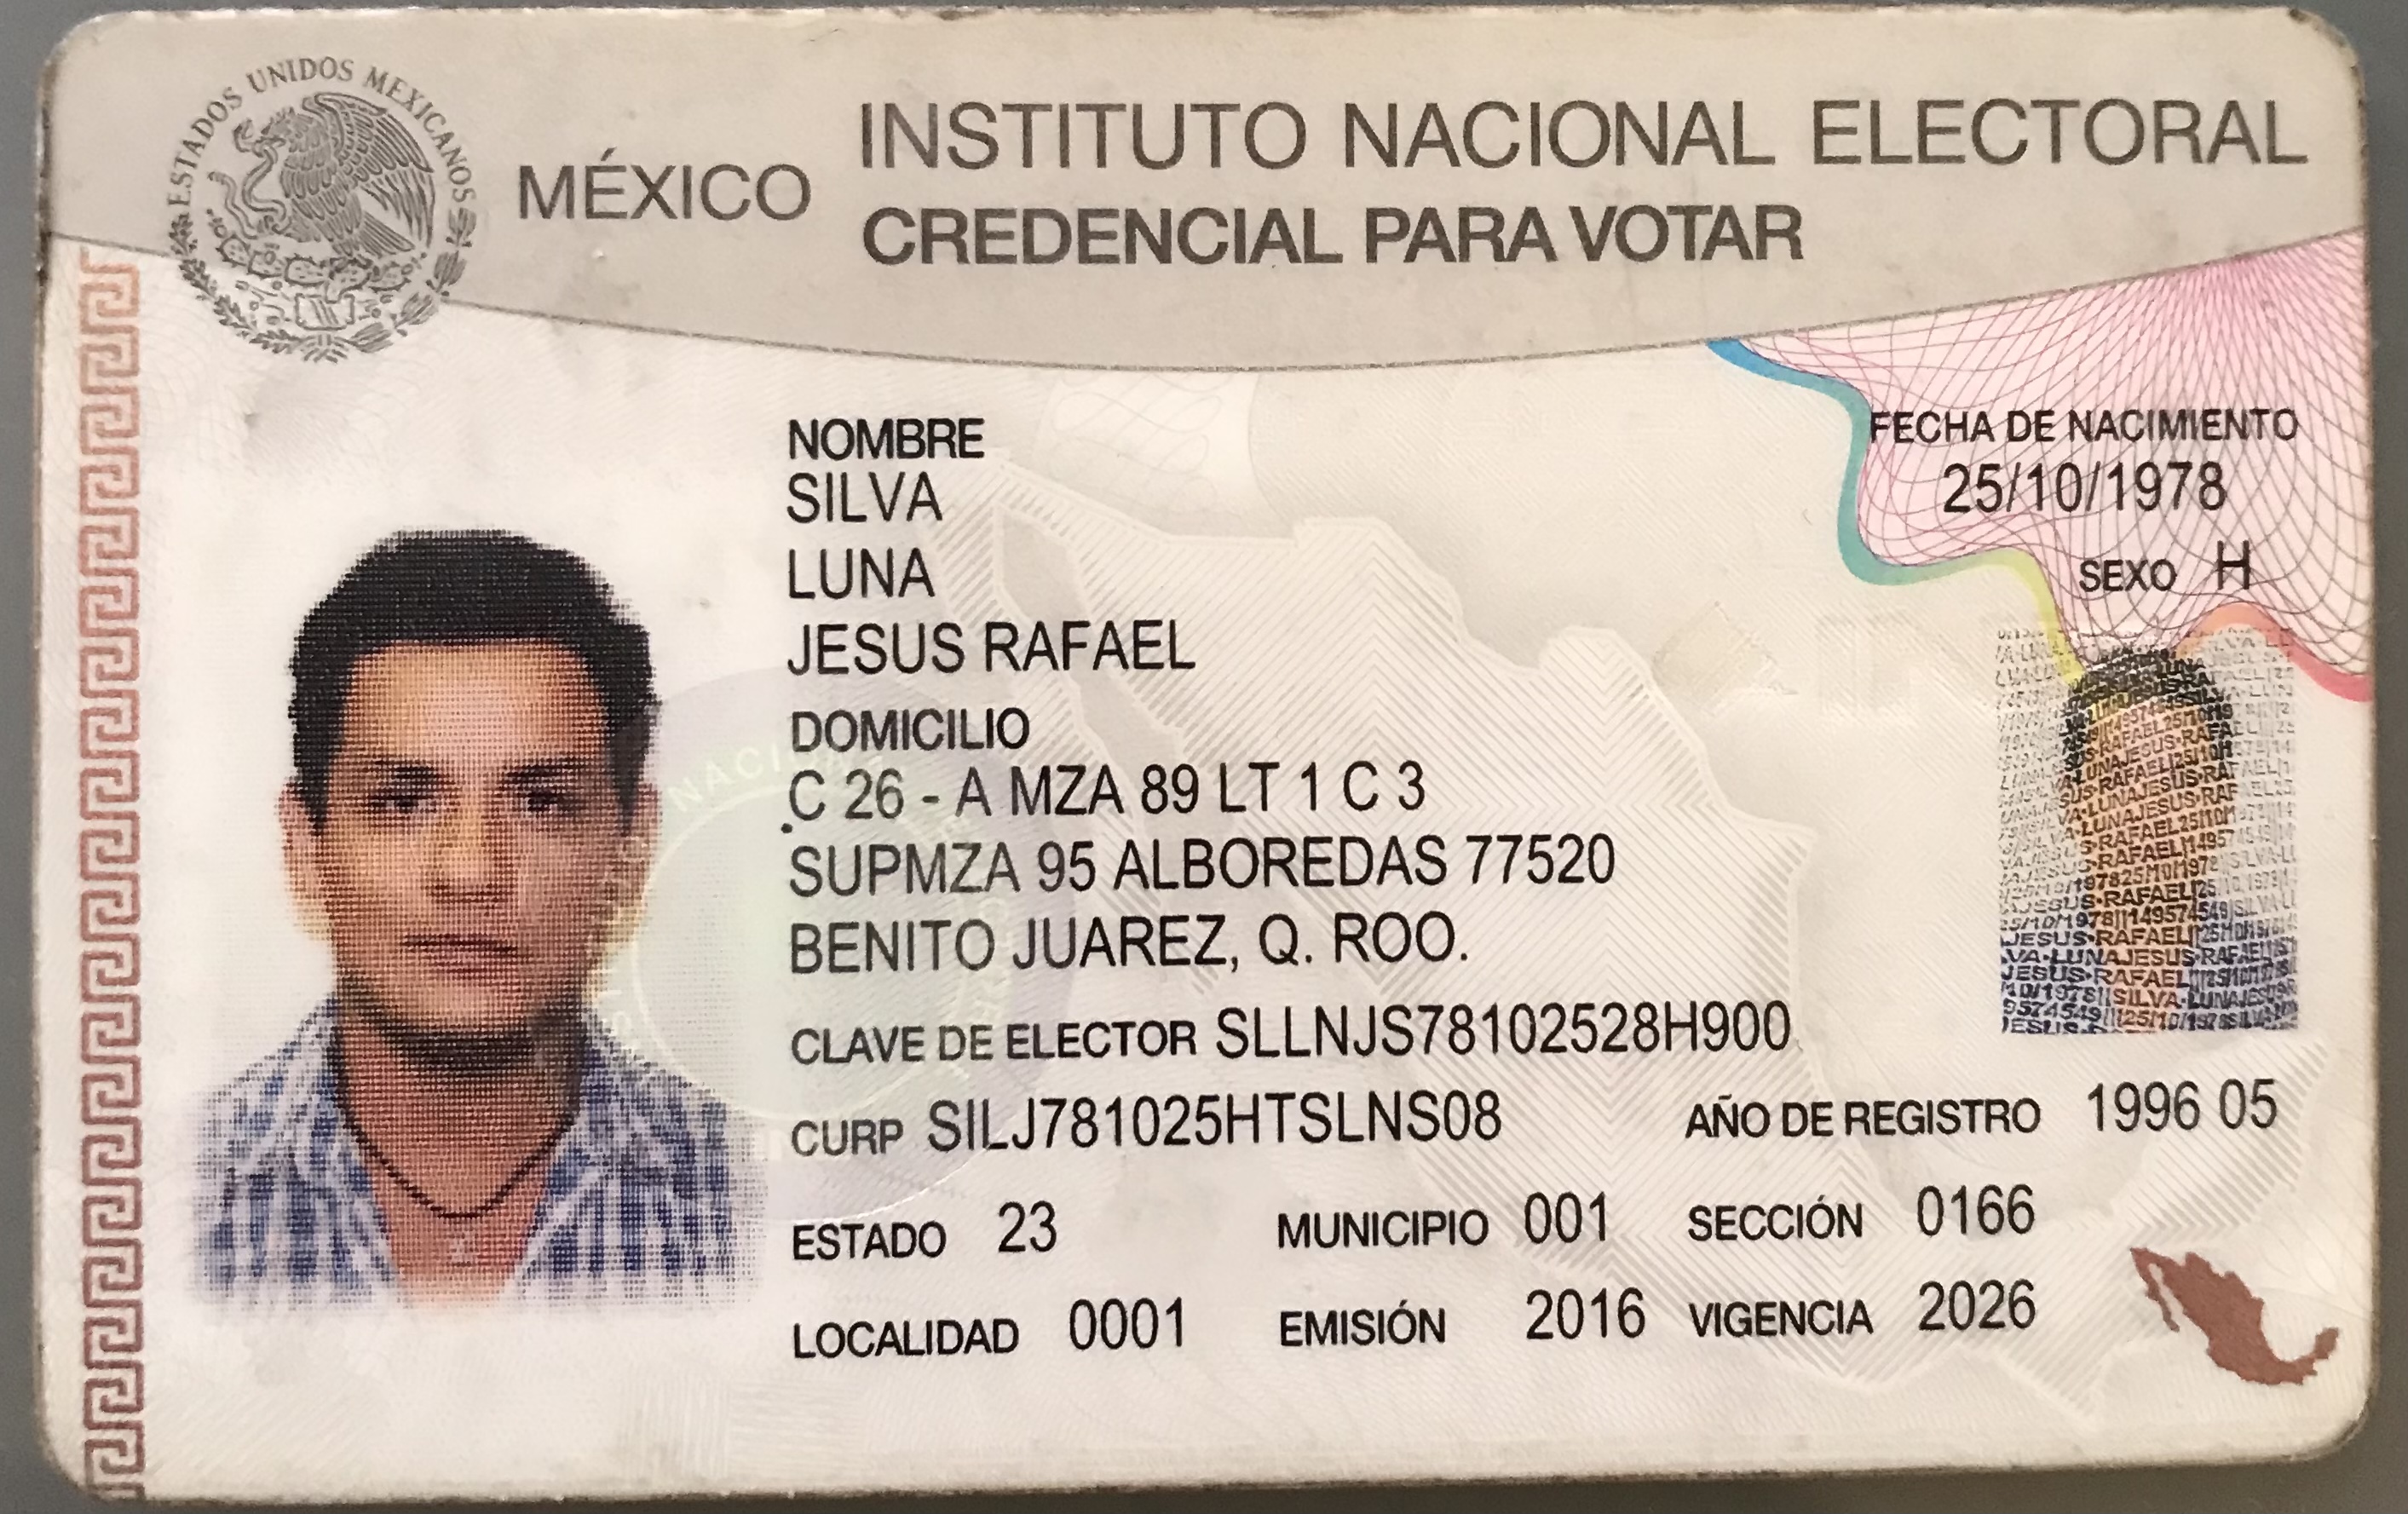 ESTADOS UNIDOS MEXICANOS
MÉXICO
INSTITUTO NACIONAL ELECTORAL
CREDENCIAL PARA VOTAR
NOMBRE
SILVA
LUNA
JESUS RAFAEL
FECHA DE NACIMIENTO
25/10/1978
SEXO H
DOMICILIO
C 26 - A MZA 89 LT 1 C 3
SUPMZA 95 ALBOREDAS 77520
BENITO JUAREZ, Q. ROO.
CLAVE DE ELECTOR SLLNJS78102528H900
CURP SILJ781025HTSLNS08
AÑO DE REGISTRO 1996 05
ESTADO 23
MUNICIPIO 001
SECCIÓN 0166
LOCALIDAD 0001
EMISIÓN 2016
VIGENCIA 2026